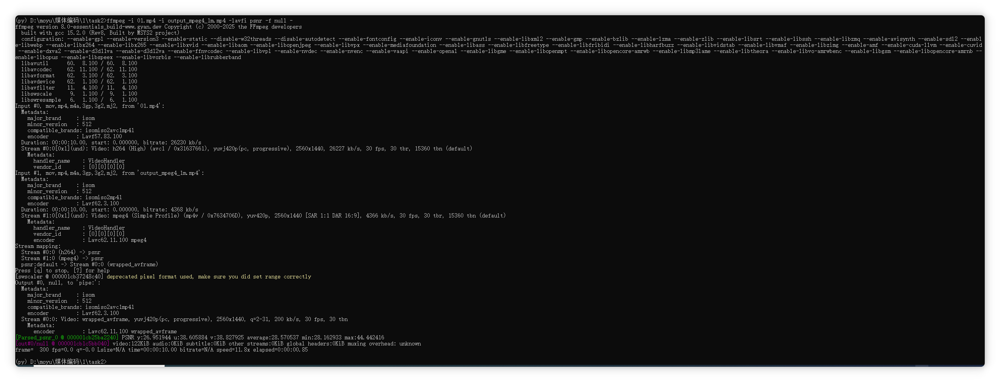 (py) D:\moyu\媒体编码\1\task2>ffmpeg -i 01.mp4 -i output_mpeg4_1m.mp4 -lavfi psnr -f null -
ffmpeg version 8.0-essentials_build-www.gyan.dev Copyright (c) 2000-2025 the FFmpeg developers
  built with gcc 15.2.0 (Rev8, Built by MSYS2 project)
  configuration: --enable-gpl --enable-version3 --enable-static --disable-w32threads --disable-autodetect --enable-fontconfig --enable-iconv --enable-gnutls --enable-libxml2 --enable-gmp --enable-bzlib --enable-lzma --enable-zlib --enable-libsrt --enable-libssh --enable-libzmq --enable-avisynth --enable-sdl2 --enabl
e-libwebp --enable-libx264 --enable-libx265 --enable-libxvid --enable-libaom --enable-libopenjpeg --enable-libvpx --enable-mediafoundation --enable-libass --enable-libfreetype --enable-libfribidi --enable-libharfbuzz --enable-libvidstab --enable-libvmaf --enable-libzimg --enable-amf --enable-cuda-llvm --enable-cuvid
 --enable-dxva2 --enable-d3d11va --enable-d3d12va --enable-ffnvcodec --enable-libvpl --enable-nvdec --enable-nvenc --enable-vaapi --enable-openal --enable-libgme --enable-libopenmpt --enable-libopencore-amrwb --enable-libmp3lame --enable-libtheora --enable-libvo-amrwbenc --enable-libgsm --enable-libopencore-amrnb --
enable-libopus --enable-libspeex --enable-libvorbis --enable-librubberband
  libavutil      60.  8.100 / 60.  8.100
  libavcodec     62. 11.100 / 62. 11.100
  libavformat    62.  3.100 / 62.  3.100
  libavdevice    62.  1.100 / 62.  1.100
  libavfilter    11.  4.100 / 11.  4.100
  libswscale      9.  1.100 /  9.  1.100
  libswresample   6.  1.100 /  6.  1.100
Input #0, mov,mp4,m4a,3gp,3g2,mj2, from '01.mp4':
  Metadata:
    major_brand     : isom
    minor_version   : 512
    compatible_brands: isomiso2avc1mp41
    encoder         : Lavf57.83.100
  Duration: 00:00:10.00, start: 0.000000, bitrate: 26230 kb/s
  Stream #0:0[0x1](und): Video: h264 (High) (avc1 / 0x31637661), yuvj420p(pc, progressive), 2560x1440, 26227 kb/s, 30 fps, 30 tbr, 15360 tbn (default)
    Metadata:
      handler_name    : VideoHandler
      vendor_id       : [0][0][0][0]
Input #1, mov,mp4,m4a,3gp,3g2,mj2, from 'output_mpeg4_1m.mp4':
  Metadata:
    major_brand     : isom
    minor_version   : 512
    compatible_brands: isomiso2mp41
    encoder         : Lavf62.3.100
  Duration: 00:00:10.00, start: 0.000000, bitrate: 4368 kb/s
  Stream #1:0[0x1](und): Video: mpeg4 (Simple Profile) (mp4v / 0x7634706D), yuv420p, 2560x1440 [SAR 1:1 DAR 16:9], 4366 kb/s, 30 fps, 30 tbr, 15360 tbn (default)
    Metadata:
      handler_name    : VideoHandler
      vendor_id       : [0][0][0][0]
      encoder         : Lavc62.11.100 mpeg4
Stream mapping:
  Stream #0:0 (h264) -> psnr
  Stream #1:0 (mpeg4) -> psnr
  psnr:default -> Stream #0:0 (wrapped_avframe)
Press [q] to stop, [?] for help
[swscaler @ 000001cb37248c40] deprecated pixel format used, make sure you did set range correctly
Output #0, null, to 'pipe:':
  Metadata:
    major_brand     : isom
    minor_version   : 512
    compatible_brands: isomiso2avc1mp41
    encoder         : Lavf62.3.100
  Stream #0:0: Video: wrapped_avframe, yuvj420p(pc, progressive), 2560x1440, q=2-31, 200 kb/s, 30 fps, 30 tbn
    Metadata:
      encoder         : Lavc62.11.100 wrapped_avframe
[Parsed_psnr_0 @ 000001cb25ba2240] PSNR y:26.951944 u:38.605884 v:38.827925 average:28.570537 min:28.162933 max:44.442416
[out#0/null @ 000001cb1c5bb040] video:122KiB audio:0KiB subtitle:0KiB other streams:0KiB global headers:0KiB muxing overhead: unknown
frame=  300 fps=0.0 q=-0.0 Lsize=N/A time=00:00:10.00 bitrate=N/A speed=11.8x elapsed=0:00:00.85
(py) D:\moyu\媒体编码\1\task2>